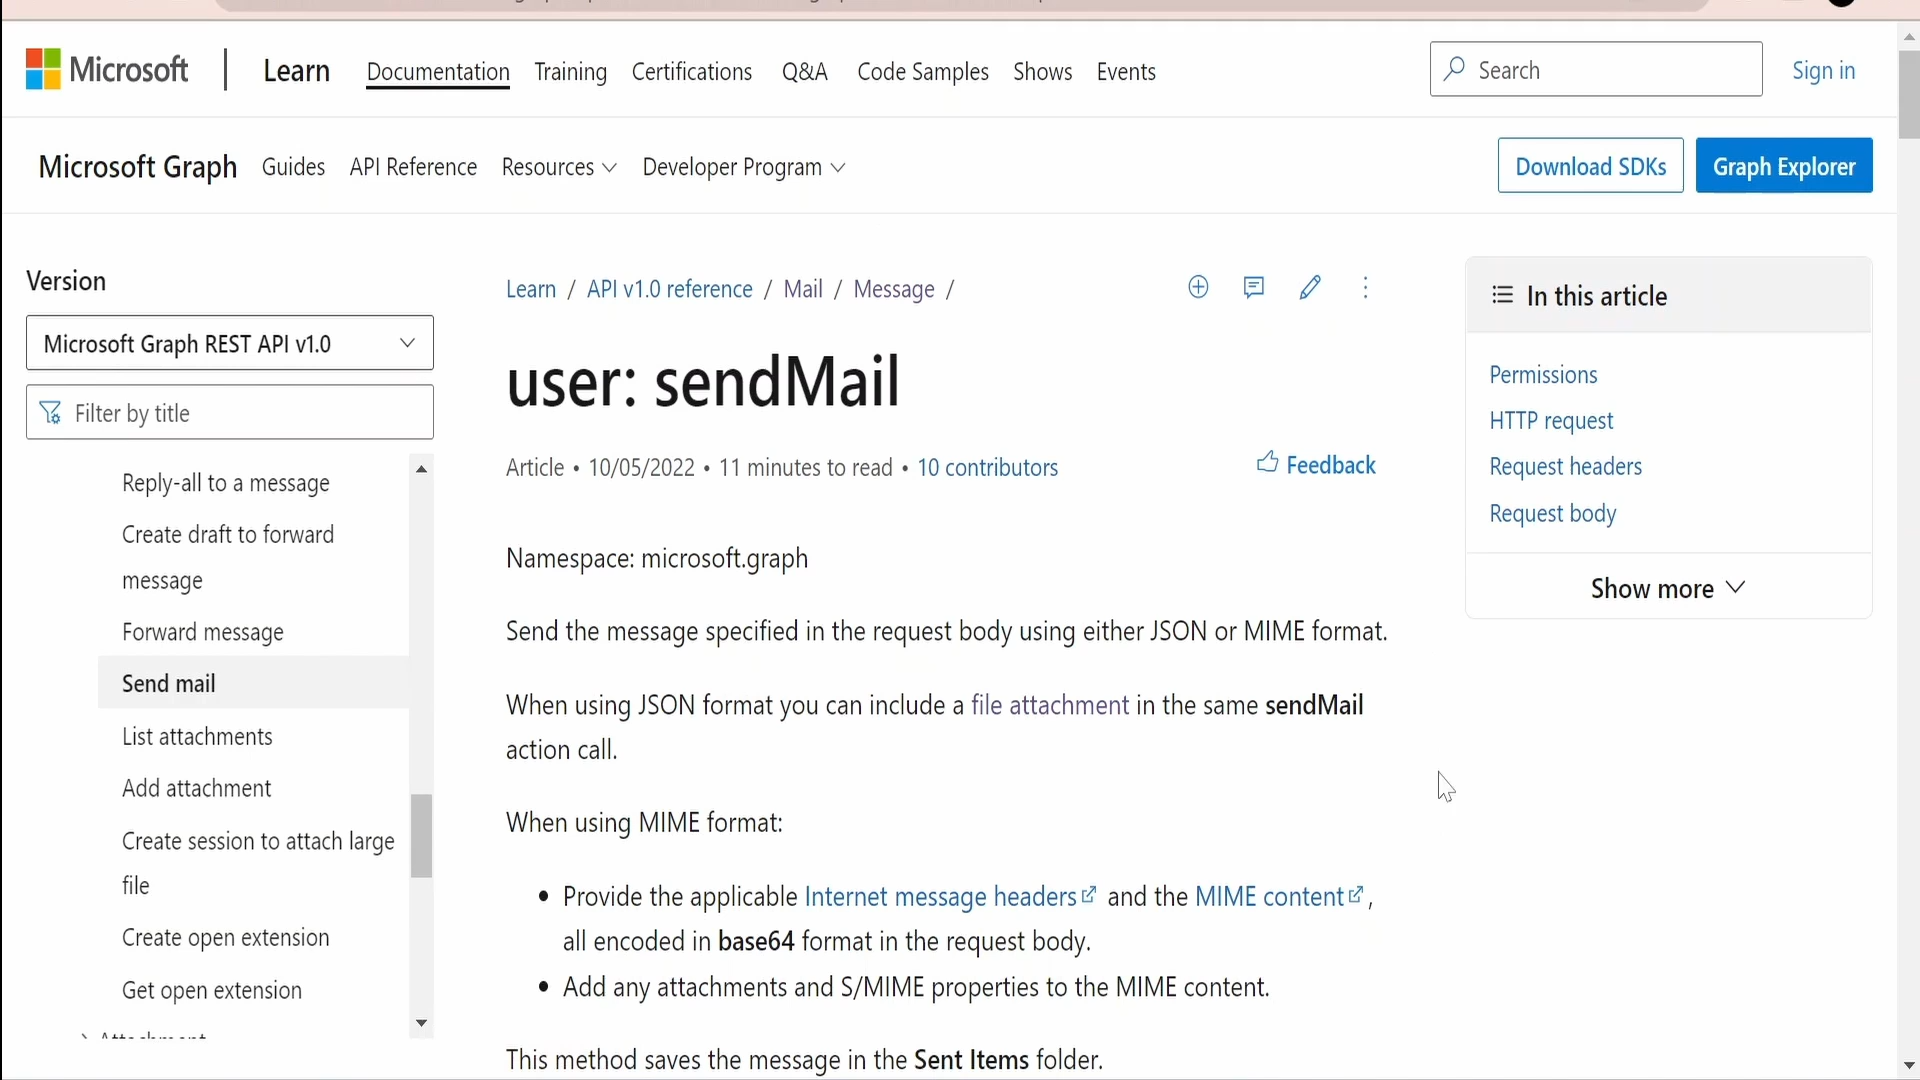 Microsoft
Learn
Documentation
Training
Certifications
Q&A
Code Samples
Shows
Events
Search
Sign in
Microsoft Graph
Guides
API Reference
Resources
Developer Program
Download SDKs
Graph Explorer
Version
Microsoft Graph REST API v1.0
Filter by title
Reply-all to a message
Create draft to forward
message
Forward message
Send mail
List attachments
Add attachment
Create session to attach large
file
Create open extension
Get open extension
Learn / API v1.0 reference / Mail / Message /
user: sendMail
Article • 10/05/2022 • 11 minutes to read • 10 contributors
Feedback
Namespace: microsoft.graph
Send the message specified in the request body using either JSON or MIME format.
When using JSON format you can include a file attachment in the same sendMail
action call.
When using MIME format:
• Provide the applicable Internet message headers and the MIME content,
all encoded in base64 format in the request body.
• Add any attachments and S/MIME properties to the MIME content.
This method saves the message in the Sent Items folder.
In this article
Permissions
HTTP request
Request headers
Request body
Show more